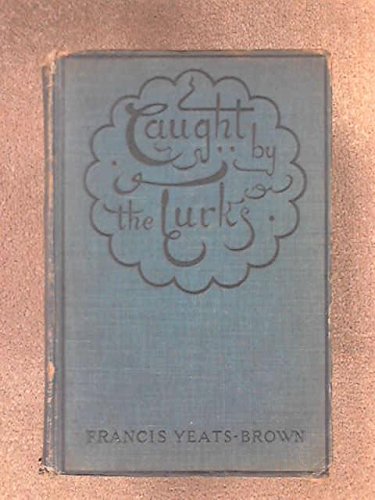 Caught by
the Turks
FRANCIS YEATS-BROWN